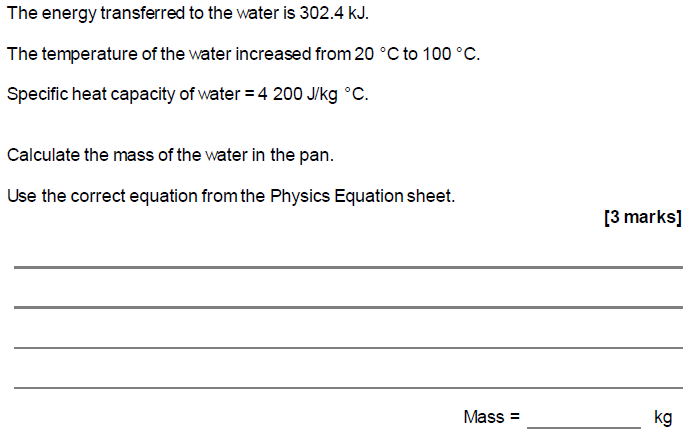 The energy transferred to the water is 302.4 kJ.
The temperature of the water increased from 20 °C to 100 °C.
Specific heat capacity of water = 4 200 J/kg °C.
Calculate the mass of the water in the pan.
Use the correct equation from the Physics Equation sheet.
[3 marks]
Mass = __________ kg